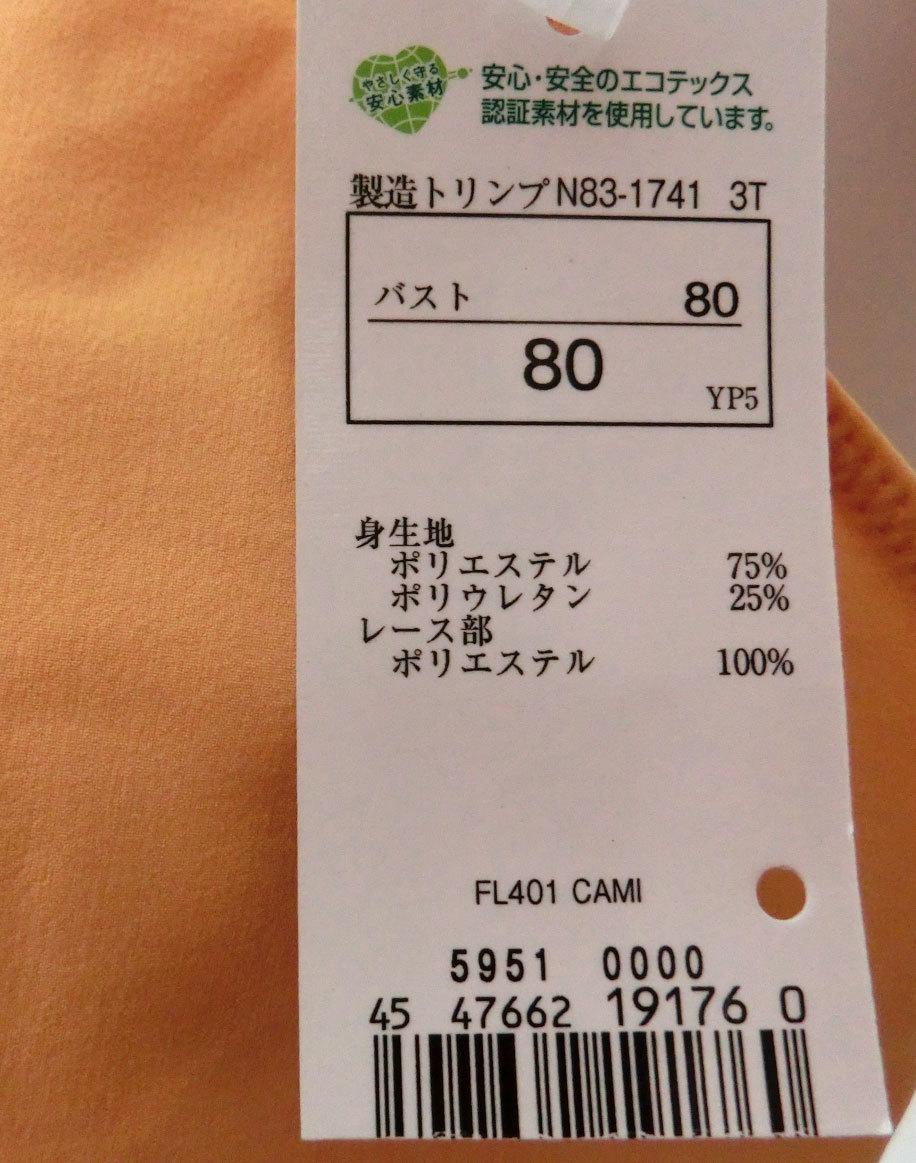 やさしく守る
安心素材
安心・安全のエコテックス
認証素材を使用しています。
製造トリンプN83-1741 3T
バスト 80
80
YP5
身生地
ポリエステル 75%
ポリウレタン 25%
レース部
ポリエステル 100%
FL401 CAMI
5951 0000
45 47662 19176 0